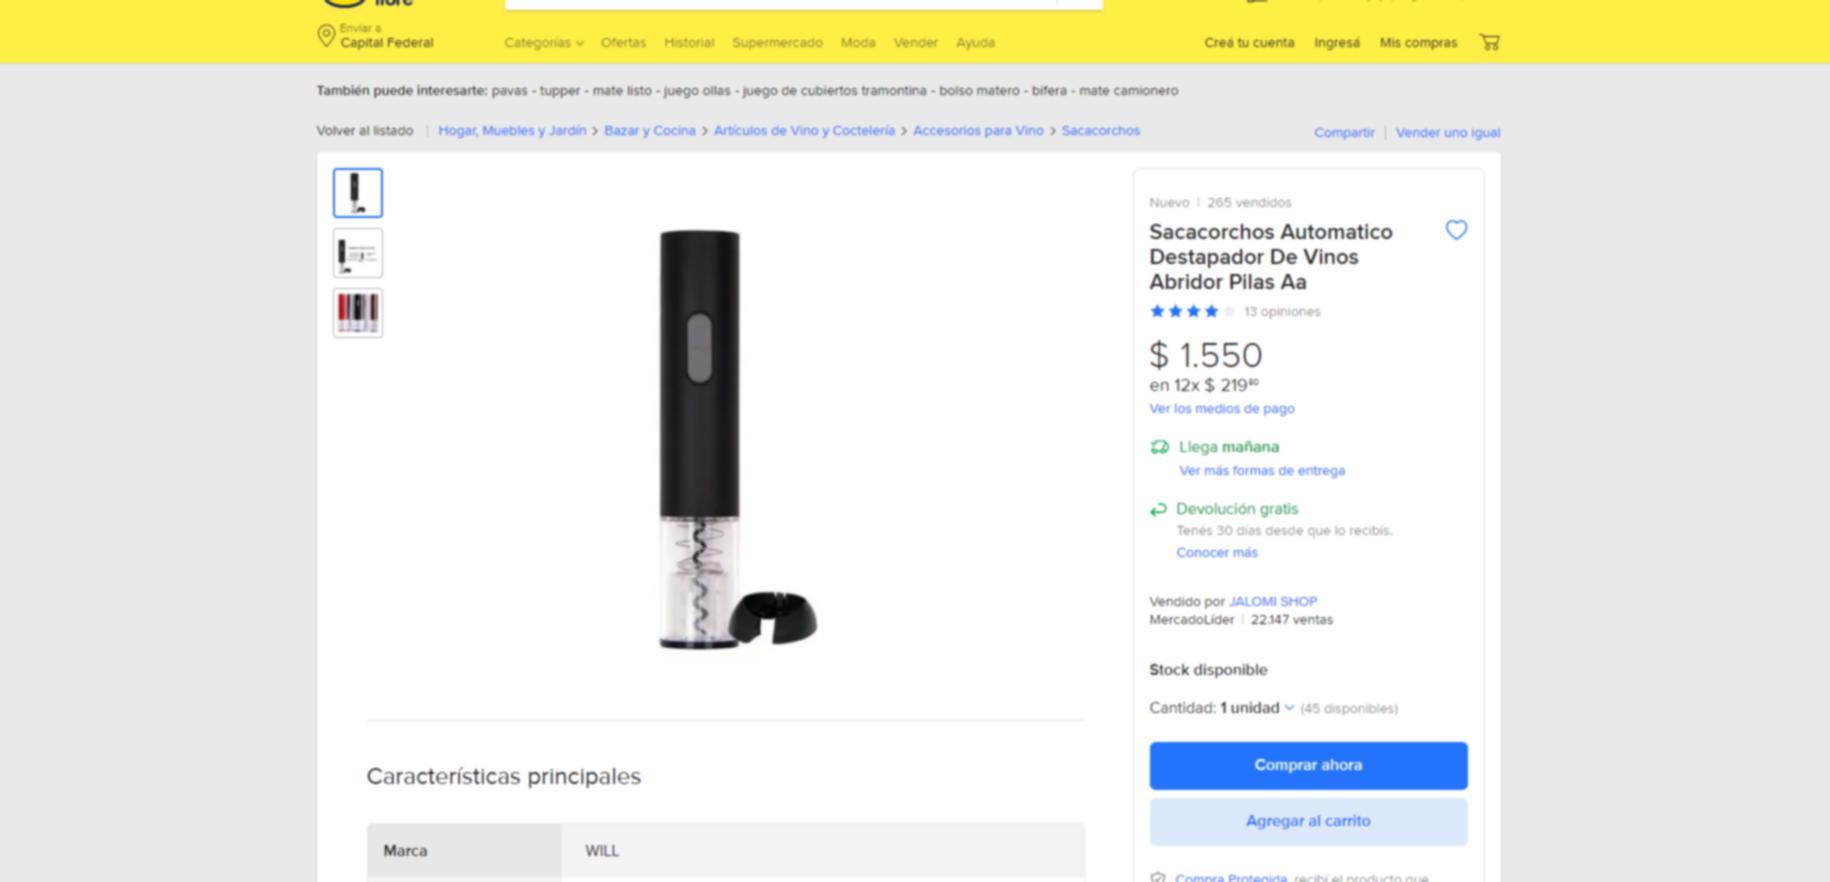 libre
Enviar a
Capital Federal
Categorías Ofertas Historial Supermercado Moda Vender Ayuda
Creá tu cuenta Ingresá Mis compras
También puede interesarte: pavas - tupper - mate listo - juego ollas - juego de cubiertos tramontina - bolso matero - bifera - mate camionero
Volver al listado | Hogar, Muebles y Jardín > Bazar y Cocina > Artículos de Vino y Coctelería > Accesorios para Vino > Sacacorchos
Compartir | Vender uno igual
Nuevo | 265 vendidos
Sacacorchos Automatico
Destapador De Vinos
Abridor Pilas Aa
13 opiniones
$ 1.550
en 12x $ 219⁸⁰
Ver los medios de pago
Llega mañana
Ver más formas de entrega
Devolución gratis
Tenés 30 días desde que lo recibís.
Conocer más
Vendido por JALOMI SHOP
MercadoLíder | 22.147 ventas
Stock disponible
Cantidad: 1 unidad (45 disponibles)
Comprar ahora
Agregar al carrito
Compra Protegida, recibí el producto que
Características principales
Marca WILL